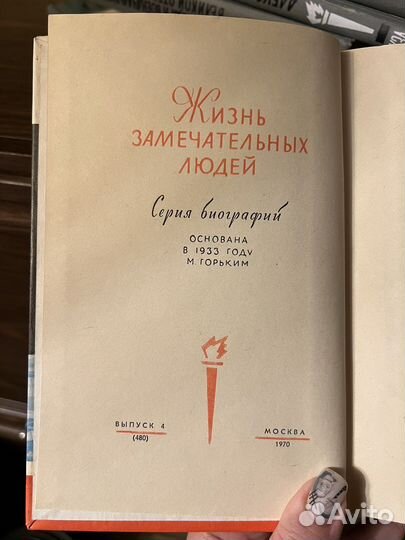 Жизнь
ЗАМЕЧАТЕЛЬНЫХ
ЛЮДЕЙ
Серия биографий
ОСНОВАНА
В 1933 ГОДУ
М. ГОРЬКИМ
ВЫПУСК 4
(480)
МОСКВА
1970
Avito